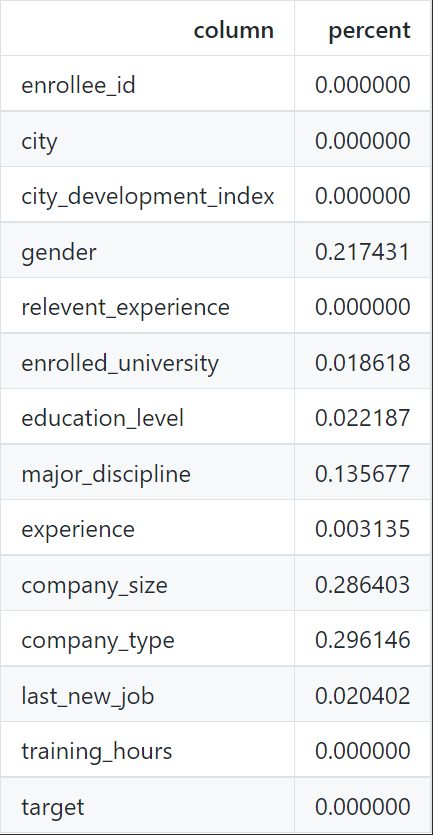 column percent
enrollee_id 0.000000
city 0.000000
city_development_index 0.000000
gender 0.217431
relevent_experience 0.000000
enrolled_university 0.018618
education_level 0.022187
major_discipline 0.135677
experience 0.003135
company_size 0.286403
company_type 0.296146
last_new_job 0.020402
training_hours 0.000000
target 0.000000